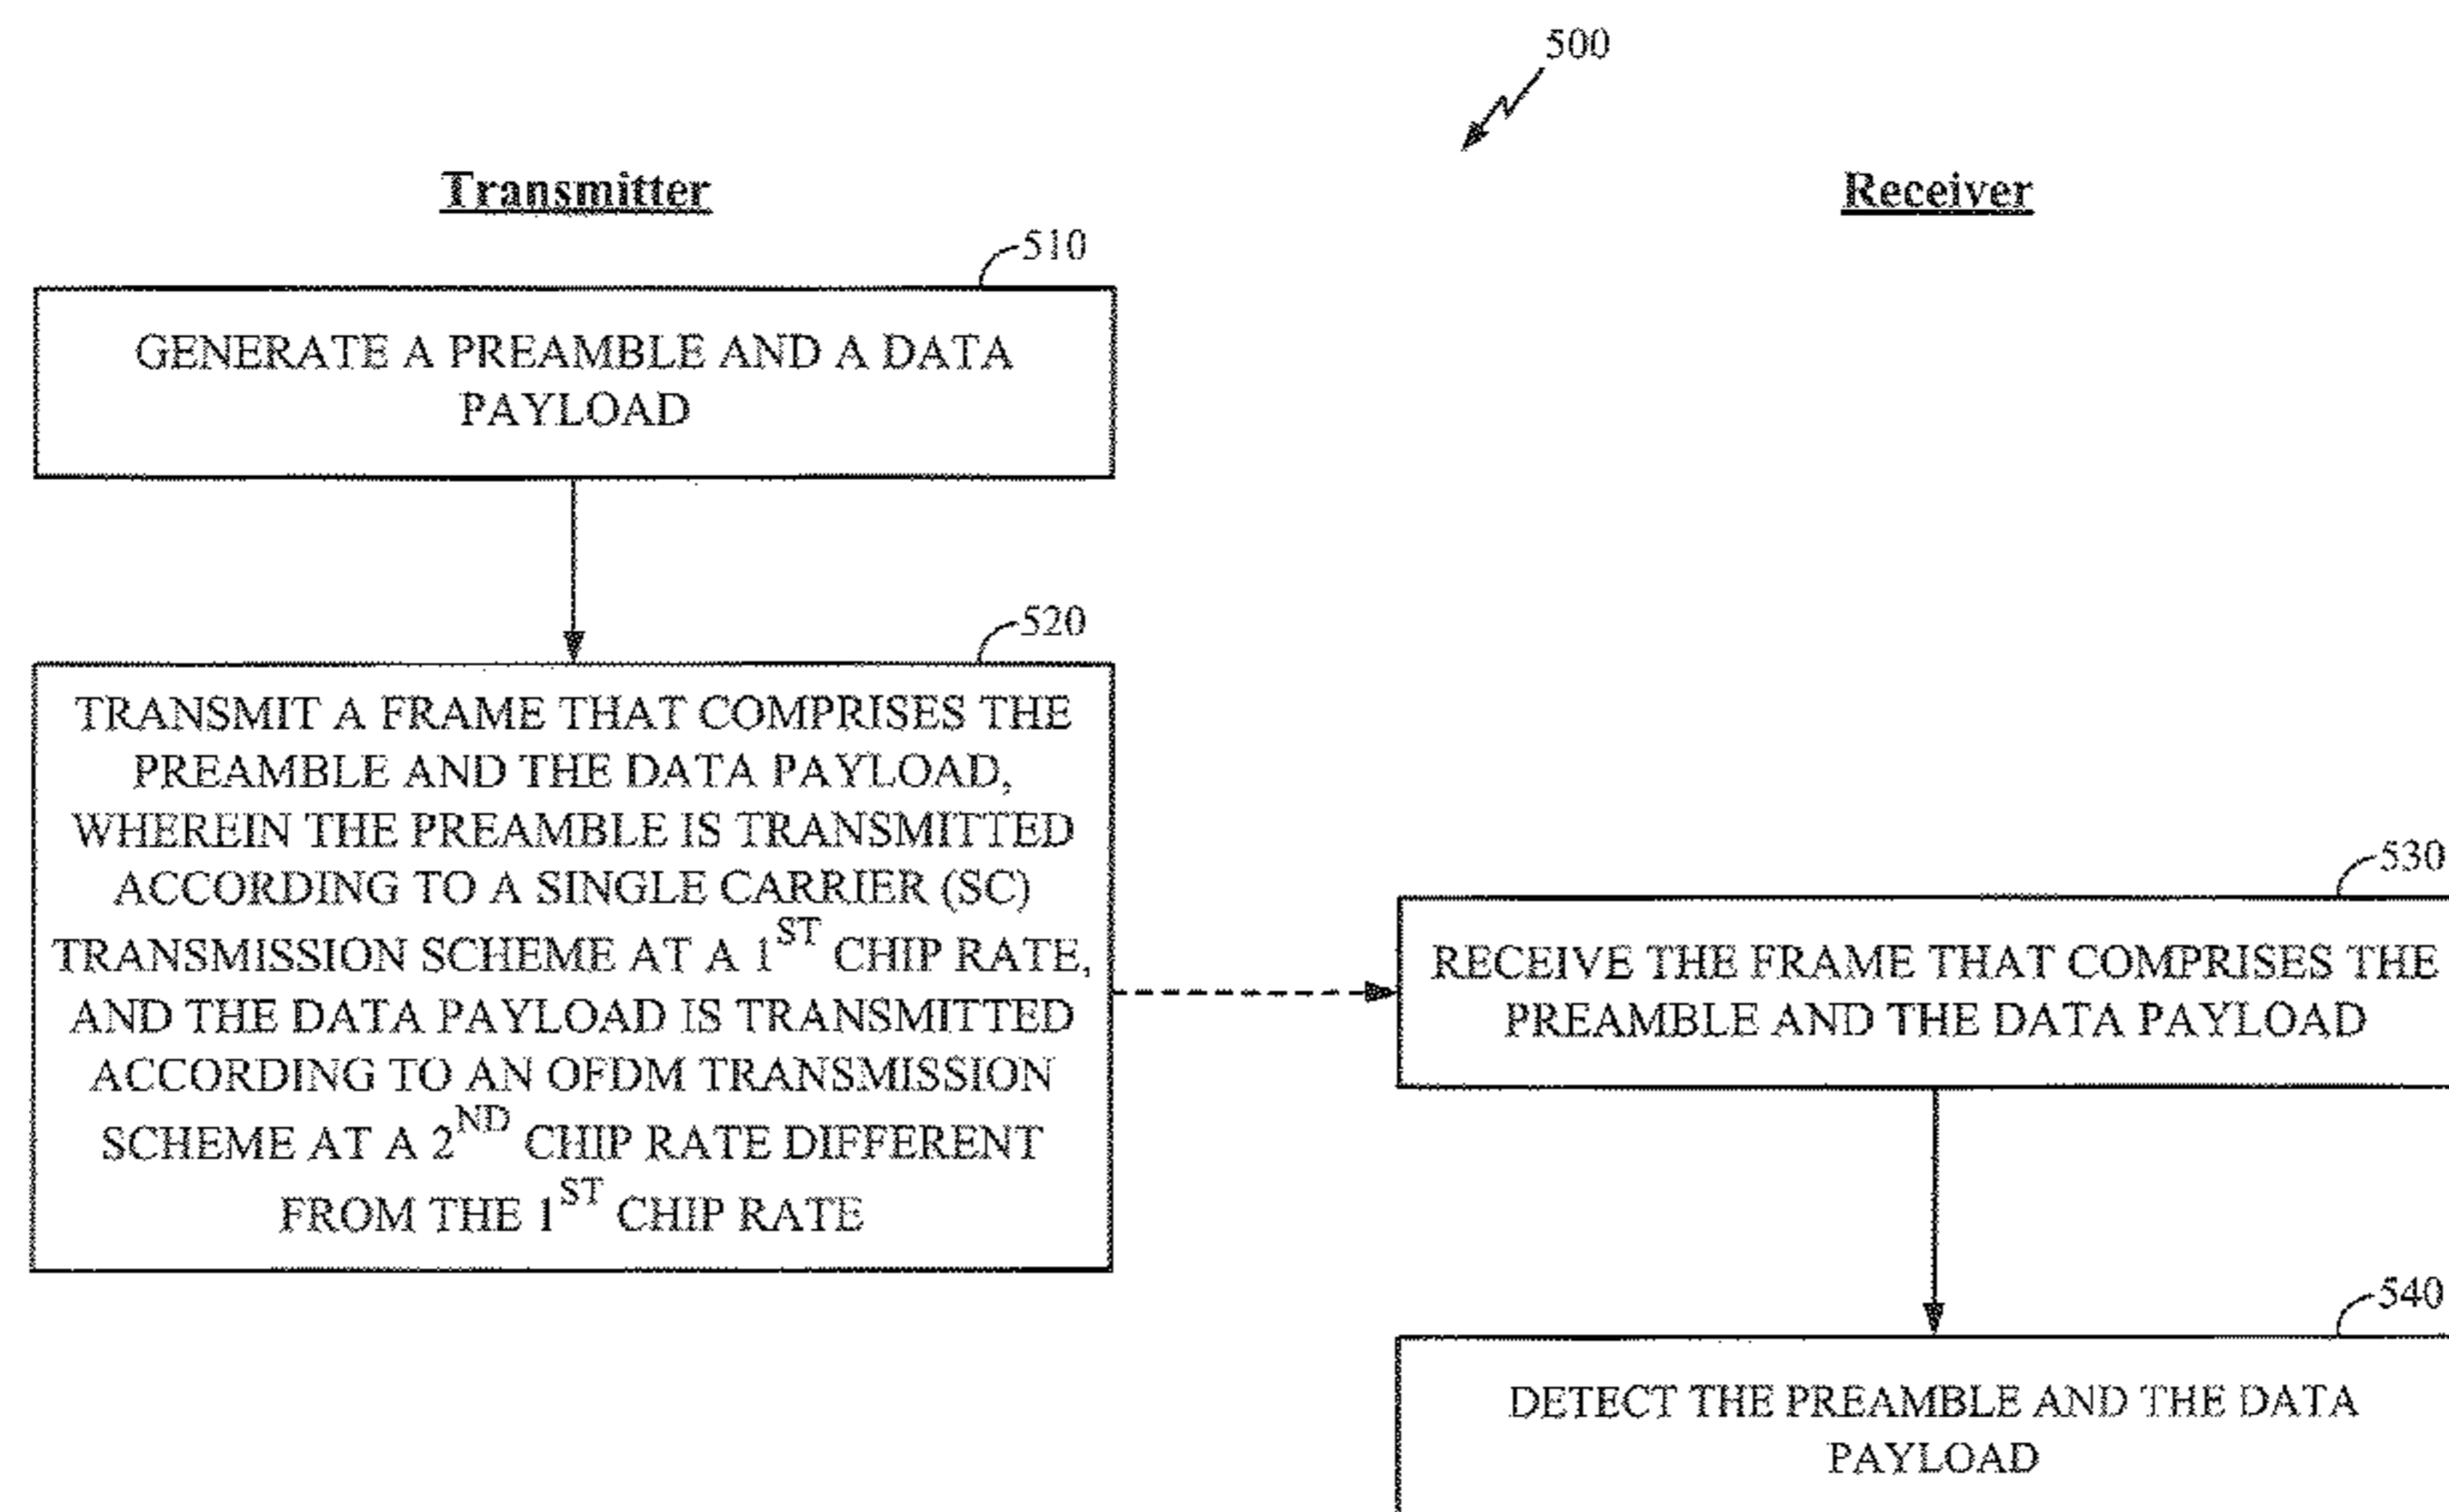 500
Transmitter
Receiver
510
GENERATE A PREAMBLE AND A DATA
PAYLOAD
520
TRANSMIT A FRAME THAT COMPRISES THE
PREAMBLE AND THE DATA PAYLOAD,
WHEREIN THE PREAMBLE IS TRANSMITTED
ACCORDING TO A SINGLE CARRIER (SC)
TRANSMISSION SCHEME AT A 1ST CHIP RATE,
AND THE DATA PAYLOAD IS TRANSMITTED
ACCORDING TO AN OFDM TRANSMISSION
SCHEME AT A 2ND CHIP RATE DIFFERENT
FROM THE 1ST CHIP RATE
530
RECEIVE THE FRAME THAT COMPRISES THE
PREAMBLE AND THE DATA PAYLOAD
540
DETECT THE PREAMBLE AND THE DATA
PAYLOAD